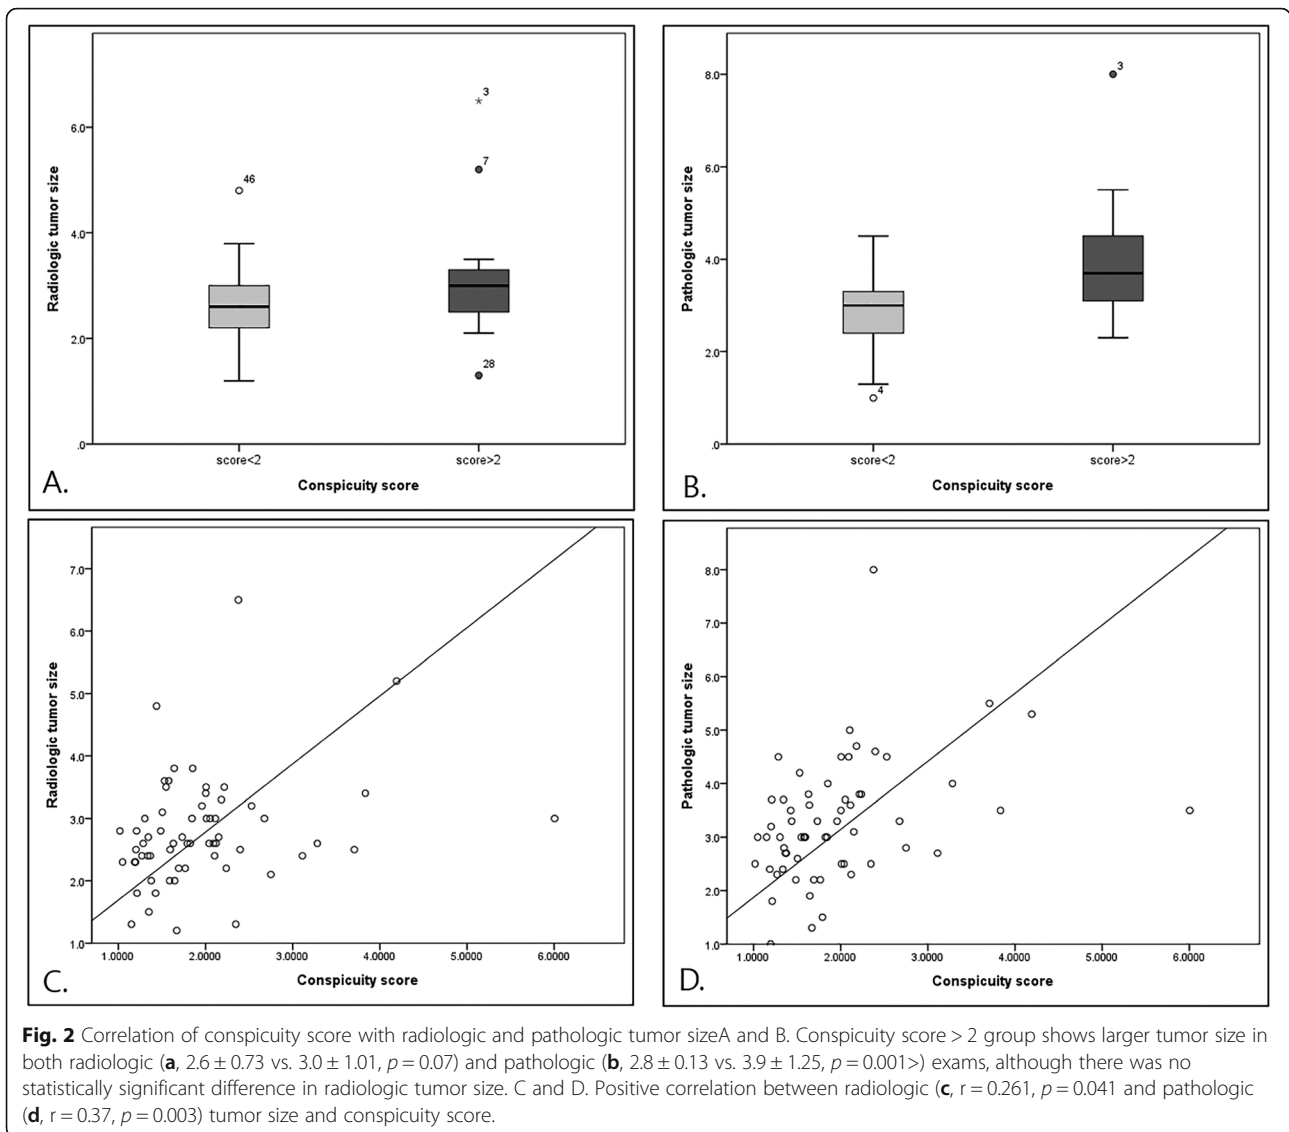 Radiologic tumor size
6.0
4.0
2.0
.0
46
3
7
28
score<2
score>2
Conspicuity score
A.
Pathologic tumor size
8.0
6.0
4.0
2.0
.0
4
3
score<2
score>2
Conspicuity score
B.
Radiologic tumor size
7.0
6.0
5.0
4.0
3.0
2.0
1.0
1.0000 2.0000 3.0000 4.0000 5.0000 6.0000
Conspicuity score
C.
Pathologic tumor size
8.0
7.0
6.0
5.0
4.0
3.0
2.0
1.0
1.0000 2.0000 3.0000 4.0000 5.0000 6.0000
Conspicuity score
D.
Fig. 2 Correlation of conspicuity score with radiologic and pathologic tumor sizeA and B. Conspicuity score > 2 group shows larger tumor size in
both radiologic (a, 2.6 ± 0.73 vs. 3.0 ± 1.01, p = 0.07) and pathologic (b, 2.8 ± 0.13 vs. 3.9 ± 1.25, p = 0.001>) exams, although there was no
statistically significant difference in radiologic tumor size. C and D. Positive correlation between radiologic (c, r = 0.261, p = 0.041 and pathologic
(d, r = 0.37, p = 0.003) tumor size and conspicuity score.